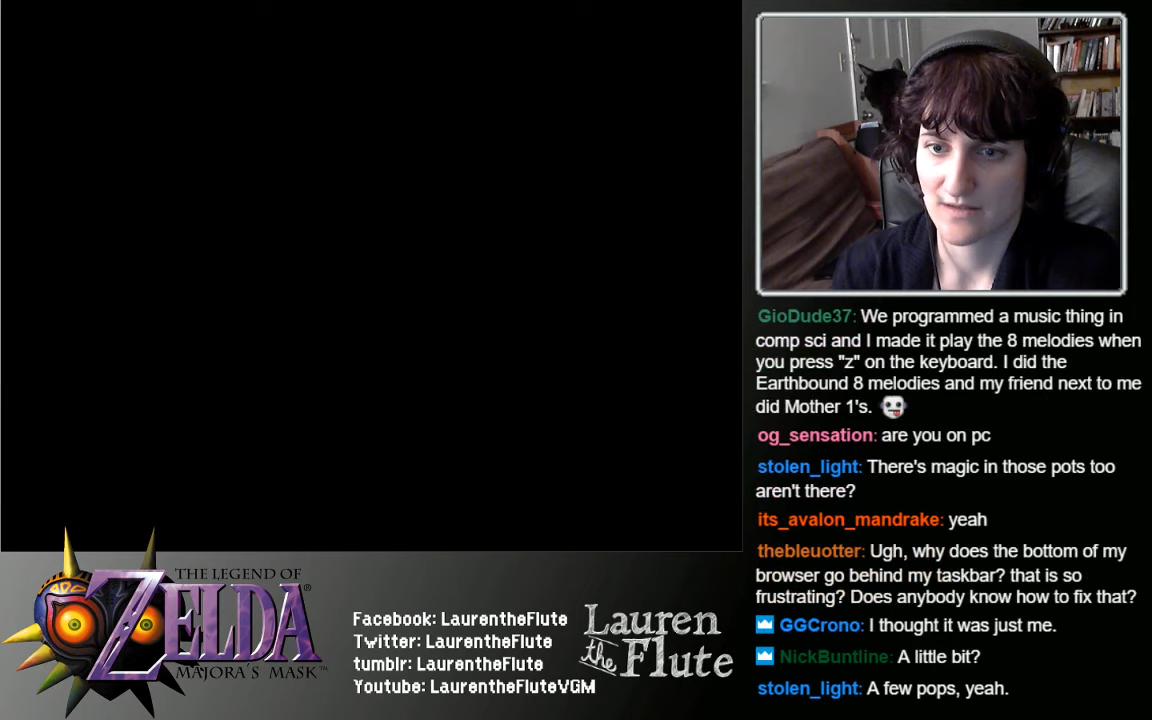 GioDude37: We programmed a music thing in
comp sci and I made it play the 8 melodies when
you press "z" on the keyboard. I did the
Earthbound 8 melodies and my friend next to me
did Mother 1's.
og_sensation: are you on pc
stolen_light: There's magic in those pots too
aren't there?
its_avalon_mandrake: yeah
thebleuotter: Ugh, why does the bottom of my
browser go behind my taskbar? that is so
frustrating? Does anybody know how to fix that?
GGCrono: I thought it was just me.
NickBuntline: A little bit?
stolen_light: A few pops, yeah.
THE LEGEND OF
ZELDA®
MAJORA'S MASK™
Facebook: LaurentheFlute
Twitter: LaurentheFlute
tumblr: LaurentheFlute
Youtube: LaurentheFluteVGM
Lauren
the Flute